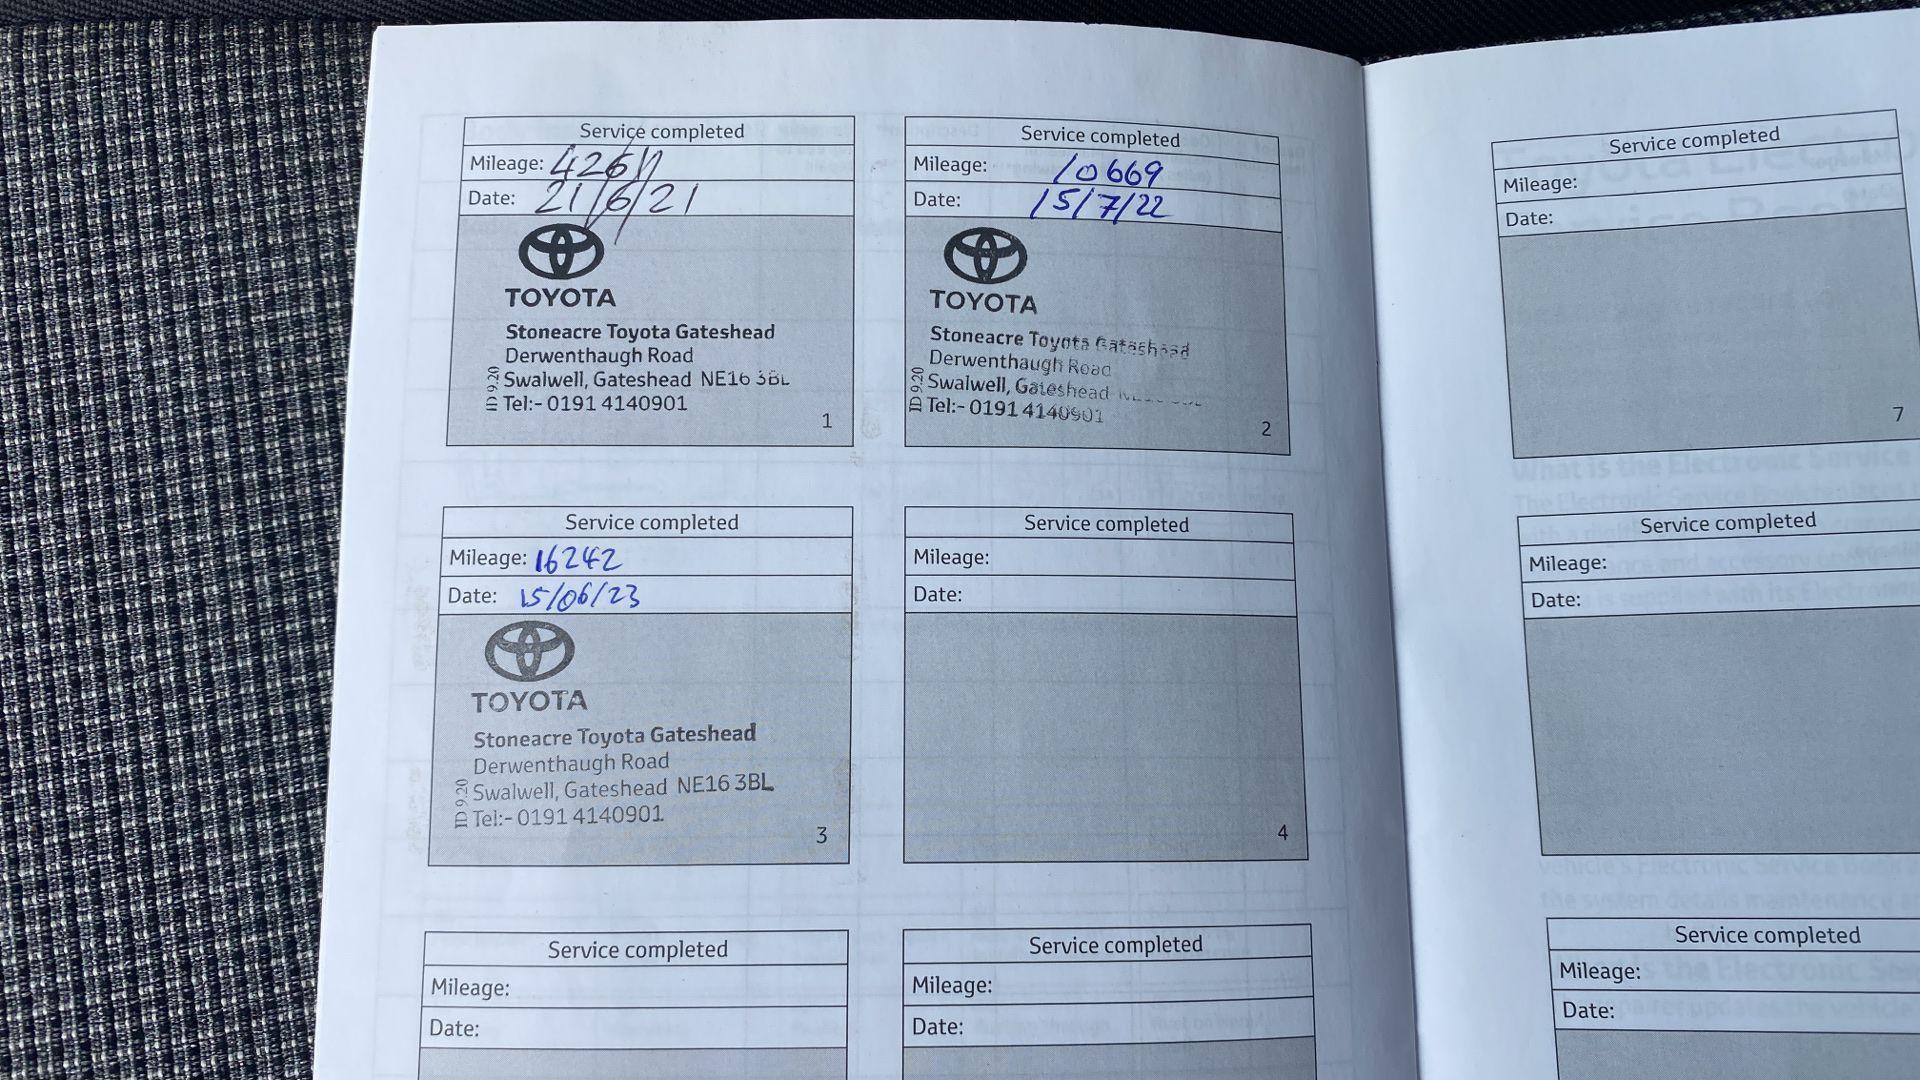 Service completed
Mileage: 4261
Date: 21/6/21
TOYOTA
Stoneacre Toyota Gateshead
Derwenthaugh Road
Swalwell, Gateshead NE16 3BL
Tel:- 0191 4140901
ID 9.20
1
Service completed
Mileage: 10669
Date: 15/7/22
TOYOTA
Stoneacre Toyota Gateshead
Derwenthaugh Road
Swalwell, Gateshead
Tel:- 0191 4140901
ID 9.20
2
Service completed
Mileage: 16242
Date: 15/06/23
TOYOTA
Stoneacre Toyota Gateshead
Derwenthaugh Road
Swalwell, Gateshead NE16 3BL
Tel:- 0191 4140901
ID 9.20
3
Service completed
Mileage:
Date:
4
Service completed
Mileage:
Date:
Service completed
Mileage:
Date:
Service completed
Mileage:
Date:
7
Service completed
Mileage:
Date:
Service completed
Mileage:
Date: